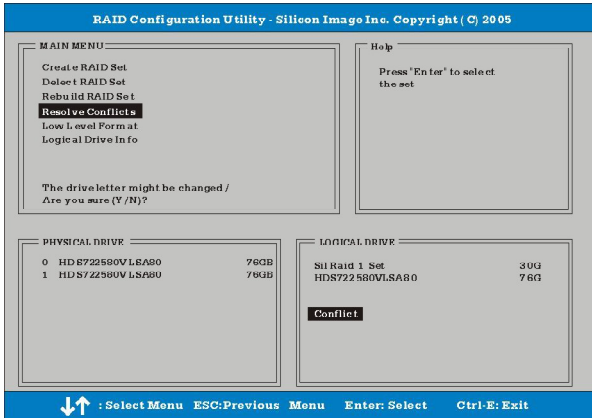 RAID Configuration Utility - Silicon Image Inc. Copyright (C) 2005
MAIN MENU
Create RAID Set
Delect RAID Set
Rebuild RAID Set
Resolve Conflicts
Low Level Format
Logical Drive Info
The drive letter might be changed /
Are you sure (Y/N)?
Help
Press "Enter" to select
the set
PHYSICAL DRIVE
0 HDS722580VLSA80 76GB
1 HDS722580VLSA80 76GB
LOGICAL DRIVE
Sil Raid 1 Set 30G
HDS722580VLSA80 76G
Conflict
: Select Menu ESC:Previous Menu Enter: Select Ctrl-E: Exit